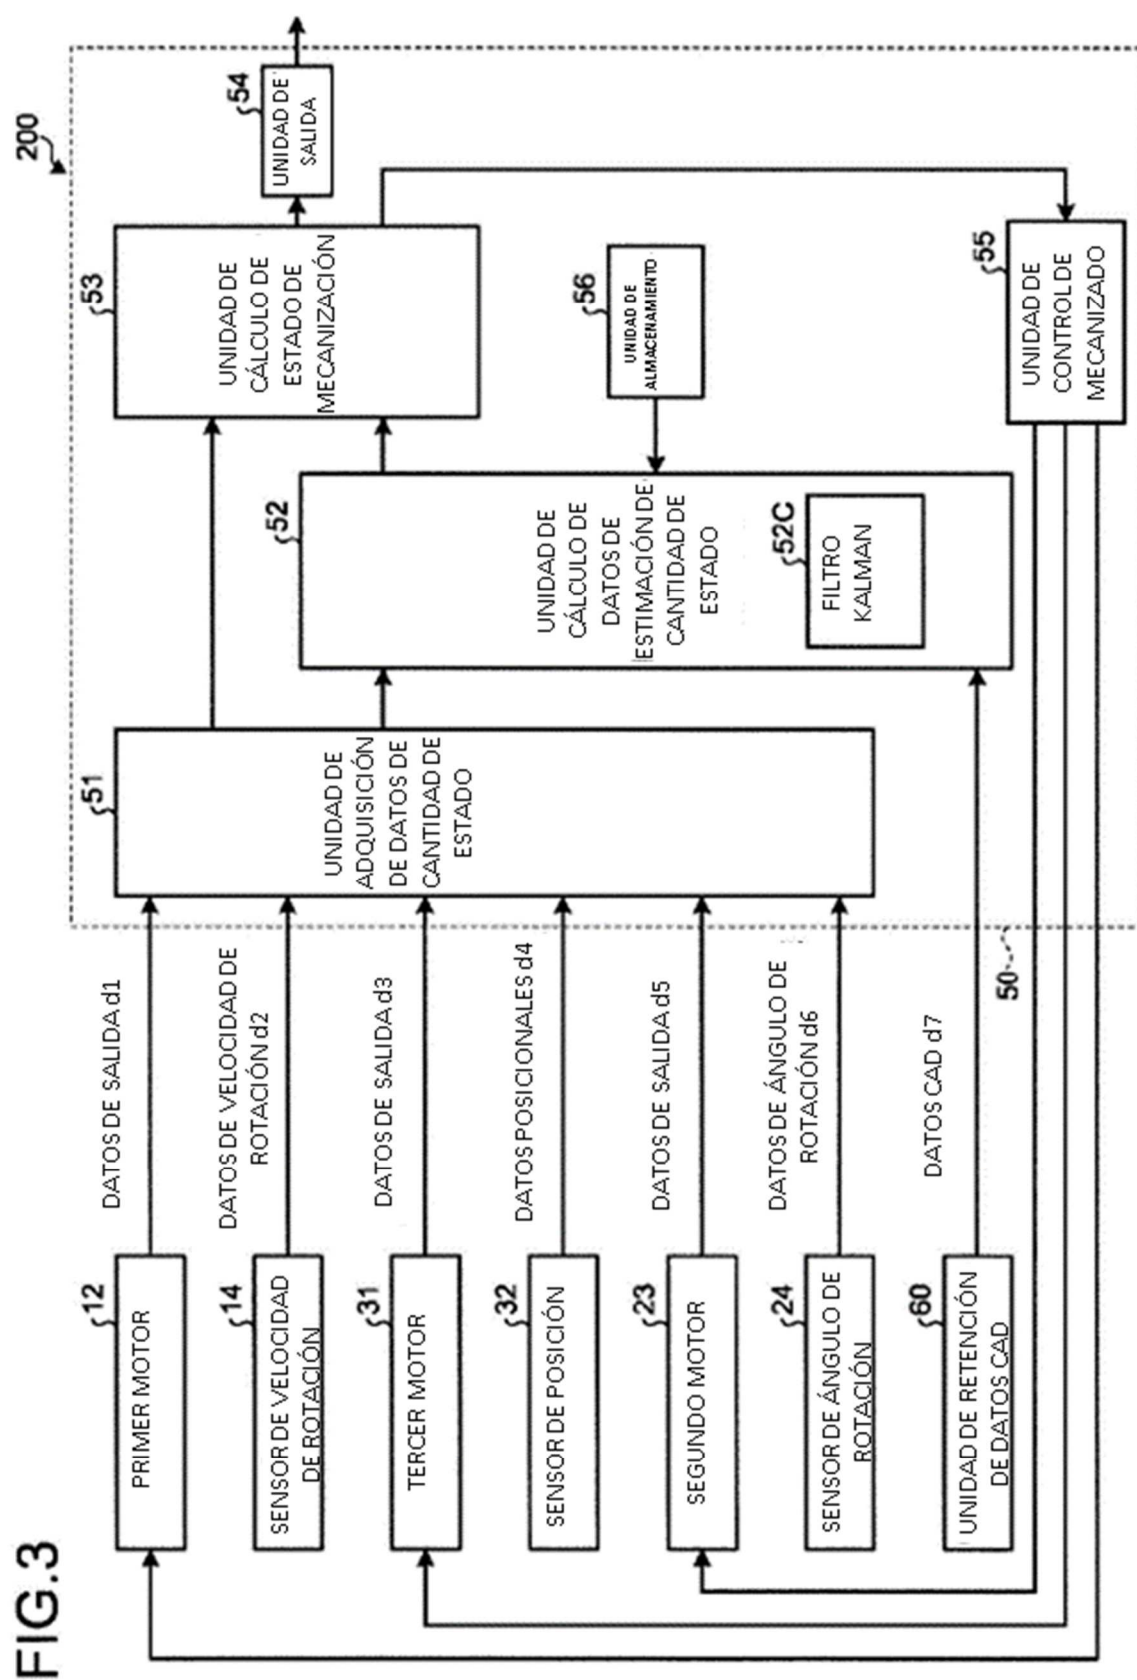 FIG.3
200
12
PRIMER MOTOR
14
SENSOR DE VELOCIDAD
DE ROTACIÓN
31
TERCER MOTOR
32
SENSOR DE POSICIÓN
23
SEGUNDO MOTOR
24
SENSOR DE ÁNGULO DE
ROTACIÓN
60
UNIDAD DE RETENCIÓN
DE DATOS CAD
DATOS DE SALIDA d1
DATOS DE VELOCIDAD DE
ROTACIÓN d2
DATOS DE SALIDA d3
DATOS POSICIONALES d4
DATOS DE SALIDA d5
DATOS DE ÁNGULO DE
ROTACIÓN d6
DATOS CAD d7
50
51
UNIDAD DE
ADQUISICIÓN
DE DATOS DE
CANTIDAD DE
ESTADO
52
UNIDAD DE
CÁLCULO DE
DATOS DE
ESTIMACIÓN DE
CANTIDAD DE
ESTADO
52C
FILTRO
KALMAN
53
UNIDAD DE
CÁLCULO DE
ESTADO DE
MECANIZACIÓN
56
UNIDAD DE
ALMACENAMIENTO
54
UNIDAD DE
SALIDA
55
UNIDAD DE
CONTROL DE
MECANIZADO